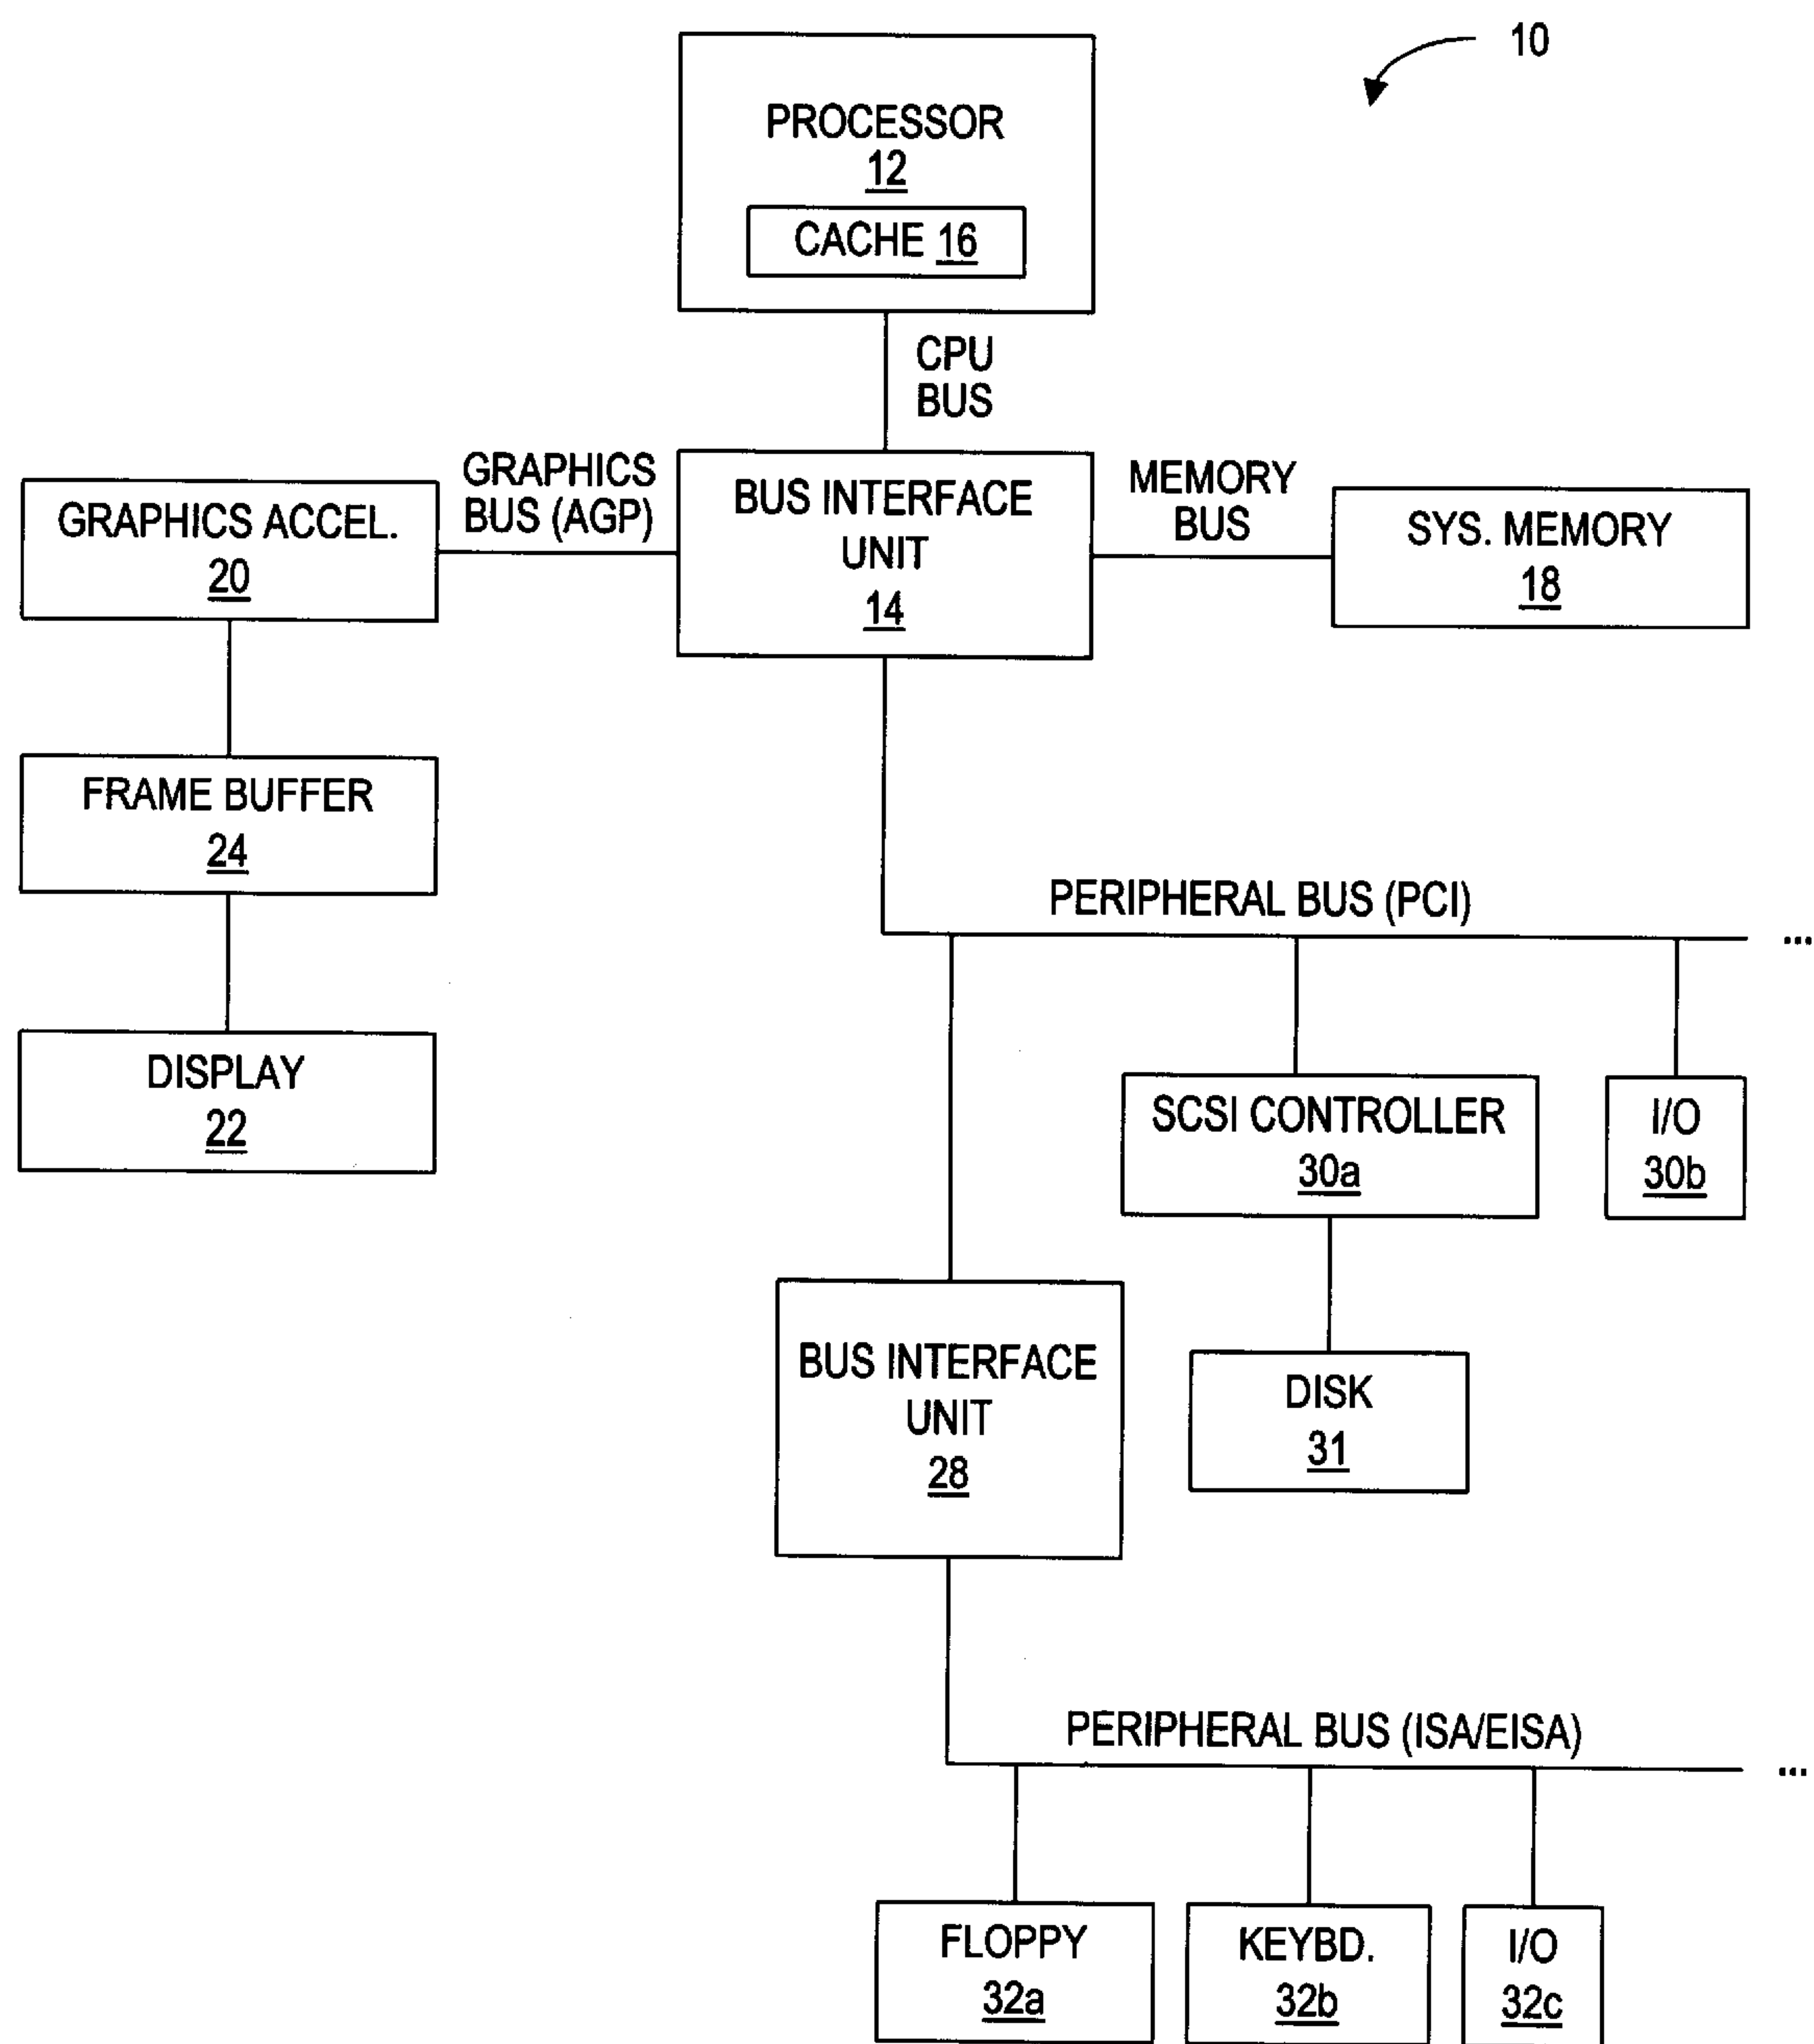 10
PROCESSOR
12
CACHE 16
CPU
BUS
GRAPHICS
BUS (AGP)
GRAPHICS ACCEL.
20
BUS INTERFACE
UNIT
14
MEMORY
BUS
SYS. MEMORY
18
FRAME BUFFER
24
DISPLAY
22
PERIPHERAL BUS (PCI)
...
SCSI CONTROLLER
30a
I/O
30b
BUS INTERFACE
UNIT
28
DISK
31
PERIPHERAL BUS (ISA/EISA)
...
FLOPPY
32a
KEYBD.
32b
I/O
32c